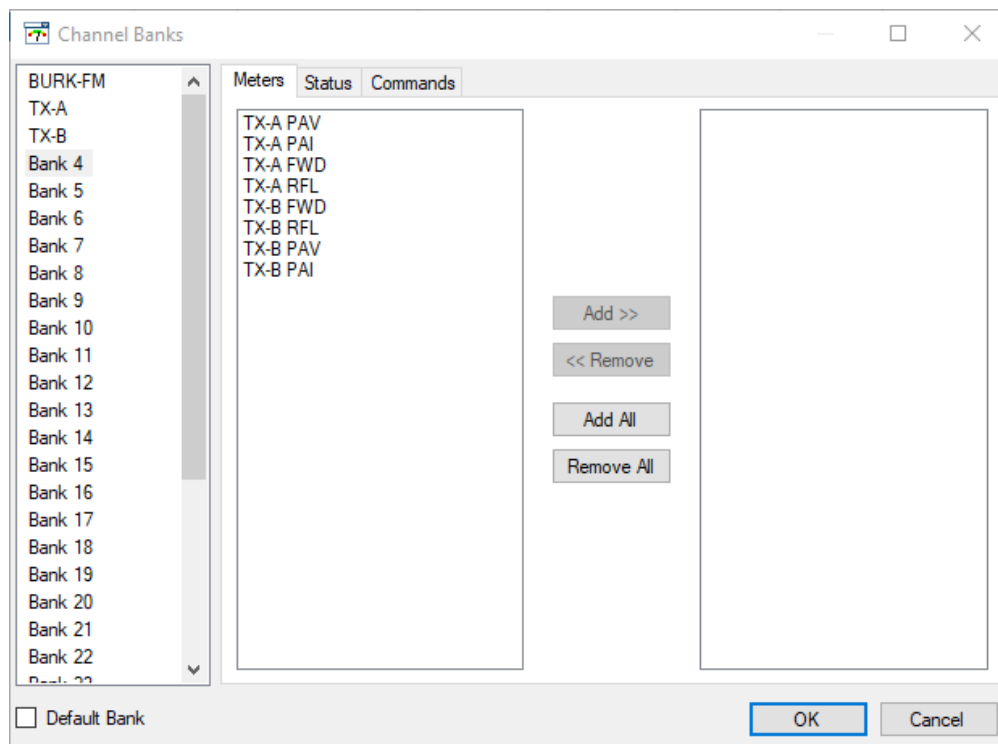 Channel Banks
BURK-FM
TX-A
TX-B
Bank 4
Bank 5
Bank 6
Bank 7
Bank 8
Bank 9
Bank 10
Bank 11
Bank 12
Bank 13
Bank 14
Bank 15
Bank 16
Bank 17
Bank 18
Bank 19
Bank 20
Bank 21
Bank 22
Meters Status Commands
TX-A PAV
TX-A PAI
TX-A FWD
TX-A RFL
TX-B FWD
TX-B RFL
TX-B PAV
TX-B PAI
Add >>
<< Remove
Add All
Remove All
Default Bank
OK Cancel